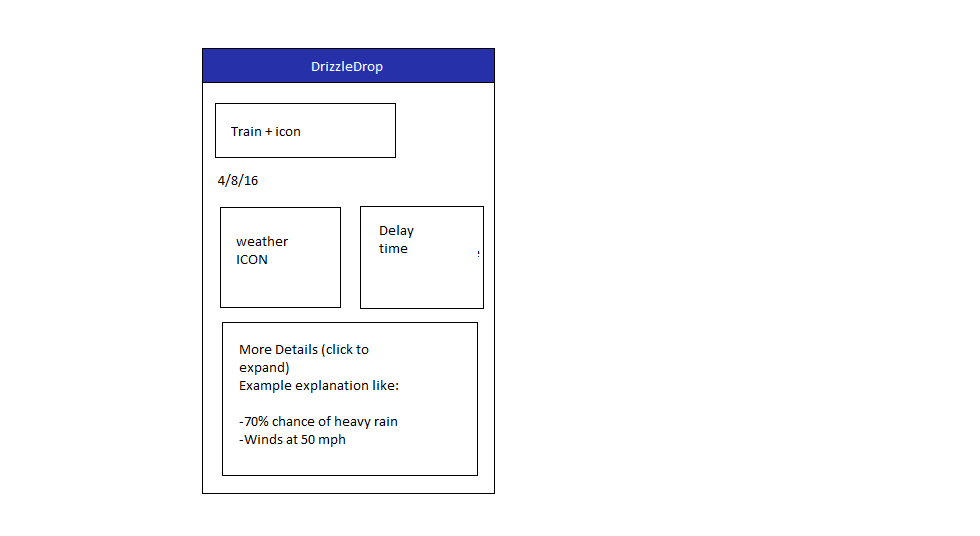 DrizzleDrop
Train + icon
4/8/16
weather
ICON
Delay
time
More Details (click to
expand)
Example explanation like:
-70% chance of heavy rain
-Winds at 50 mph